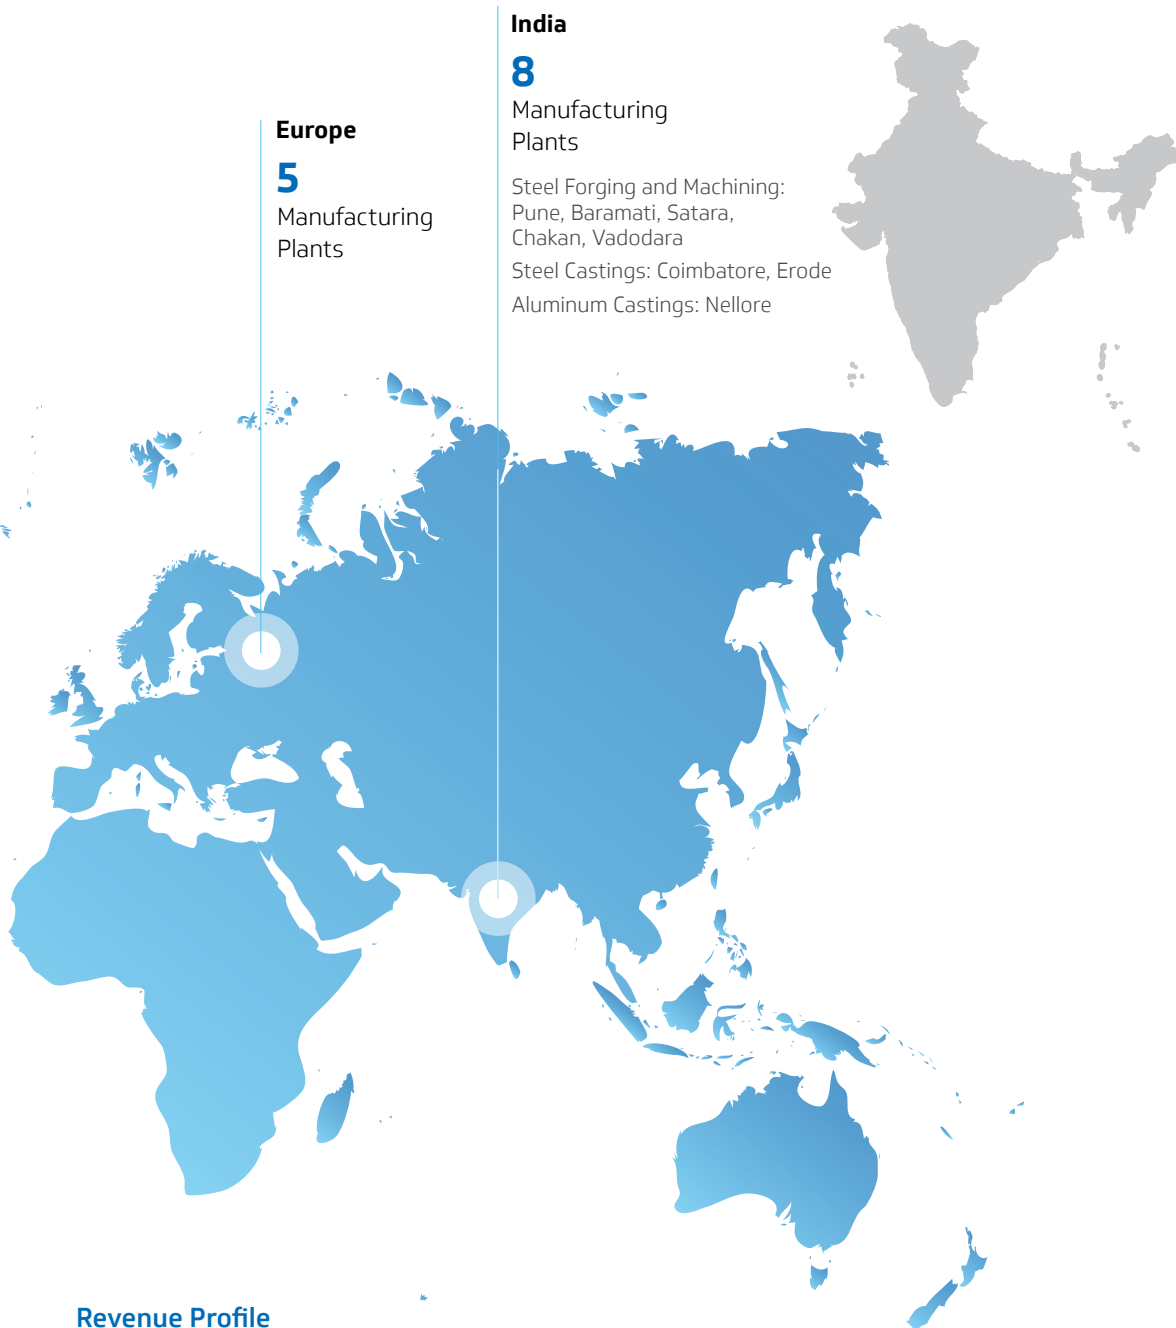 India
8
Manufacturing
Plants
Steel Forging and Machining:
Pune, Baramati, Satara,
Chakan, Vadodara
Steel Castings: Coimbatore, Erode
Aluminum Castings: Nellore
Europe
5
Manufacturing
Plants
Revenue Profile